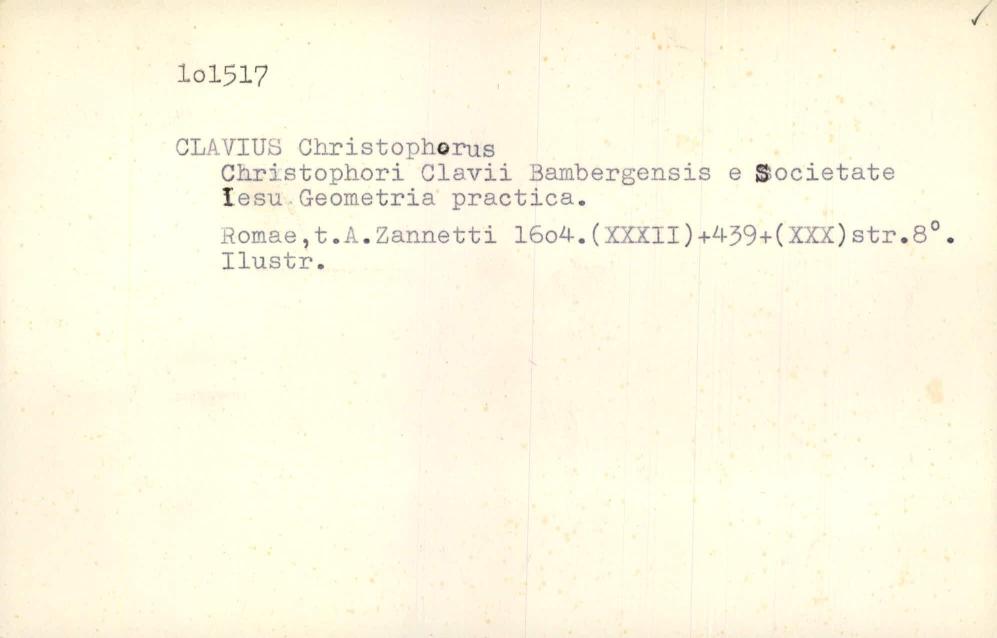 1o1517
CLAVIUS Christophorus
Christophori Clavii Bambergensis e Societate
Iesu Geometria practica.
Romae,t.A.Zannetti 16o4.(XXXII)+439+(XXX)str.8°.
Ilustr.